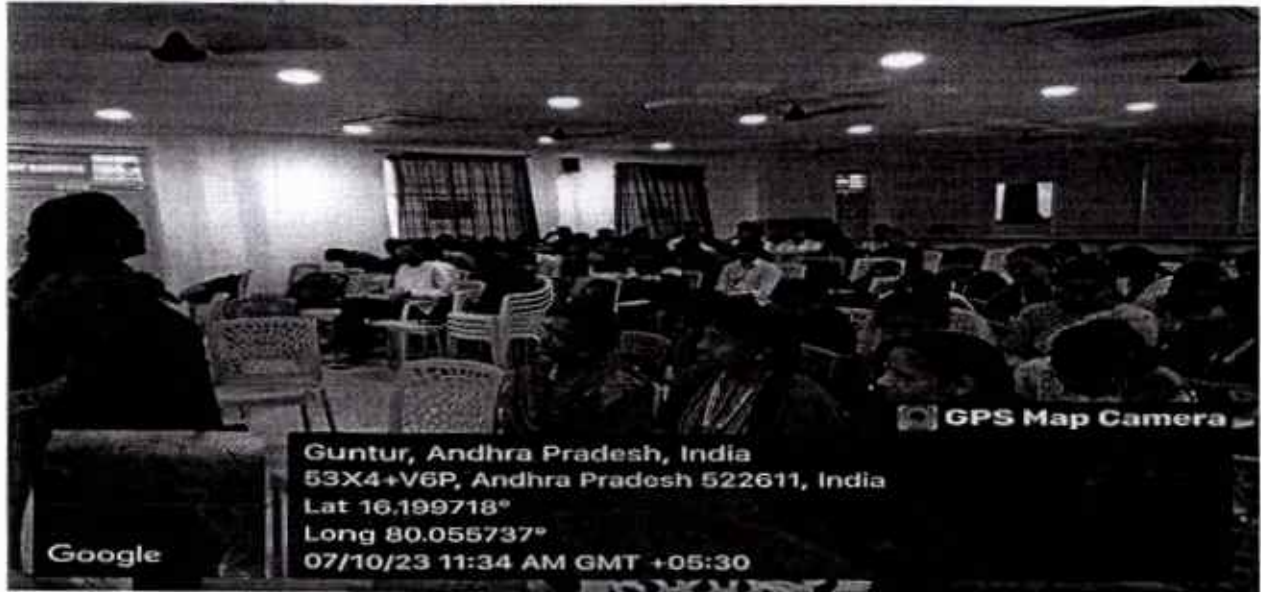 GPS Map Camera
Guntur, Andhra Pradesh, India
53X4+V6P, Andhra Pradesh 522611, India
Lat 16.199718°
Long 80.055737°
07/10/23 11:34 AM GMT +05:30
Google